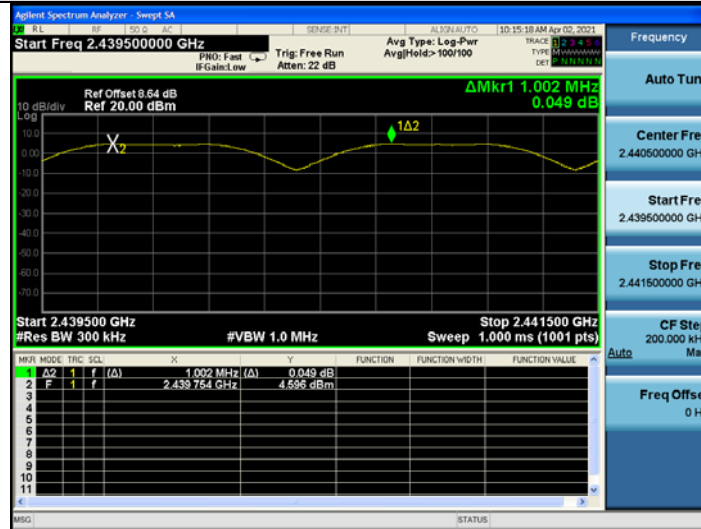 Agilent Spectrum Analyzer - Swept SA
RL RF 50 Ω AC SENSE:INT ALIGN AUTO 10:15:18 AM Apr 02, 2021
Start Freq 2.439500000 GHz
PNO: Fast
IFGain:Low
Trig: Free Run
Atten: 22 dB
Avg Type: Log-Pwr
Avg|Hold:> 100/100
TRACE 1 2 3 4 5 6
TYPE M
DET P N N N N N
Ref Offset 8.64 dB
Ref 20.00 dBm
10 dB/div
Log
ΔMkr1 1.002 MHz
0.049 dB
10.0
0.00
-10.0
-20.0
-30.0
-40.0
-50.0
-60.0
-70.0
X2
1Δ2
Start 2.439500 GHz
Stop 2.441500 GHz
#Res BW 300 kHz
#VBW 1.0 MHz
Sweep 1.000 ms (1001 pts)
MKR MODE TRC SCL X Y FUNCTION FUNCTION WIDTH FUNCTION VALUE
1 Δ2 1 f (Δ) 1.002 MHz (Δ) 0.049 dB
2 F 1 f 2.439 754 GHz 4.596 dBm
3
4
5
6
7
8
9
10
11
MSG
STATUS
Frequency
Auto Tun
Center Fre
2.440500000 GH
Start Fre
2.439500000 GH
Stop Fre
2.441500000 GH
CF Ste
200.000 kH
Auto Ma
Freq Offse
0 H